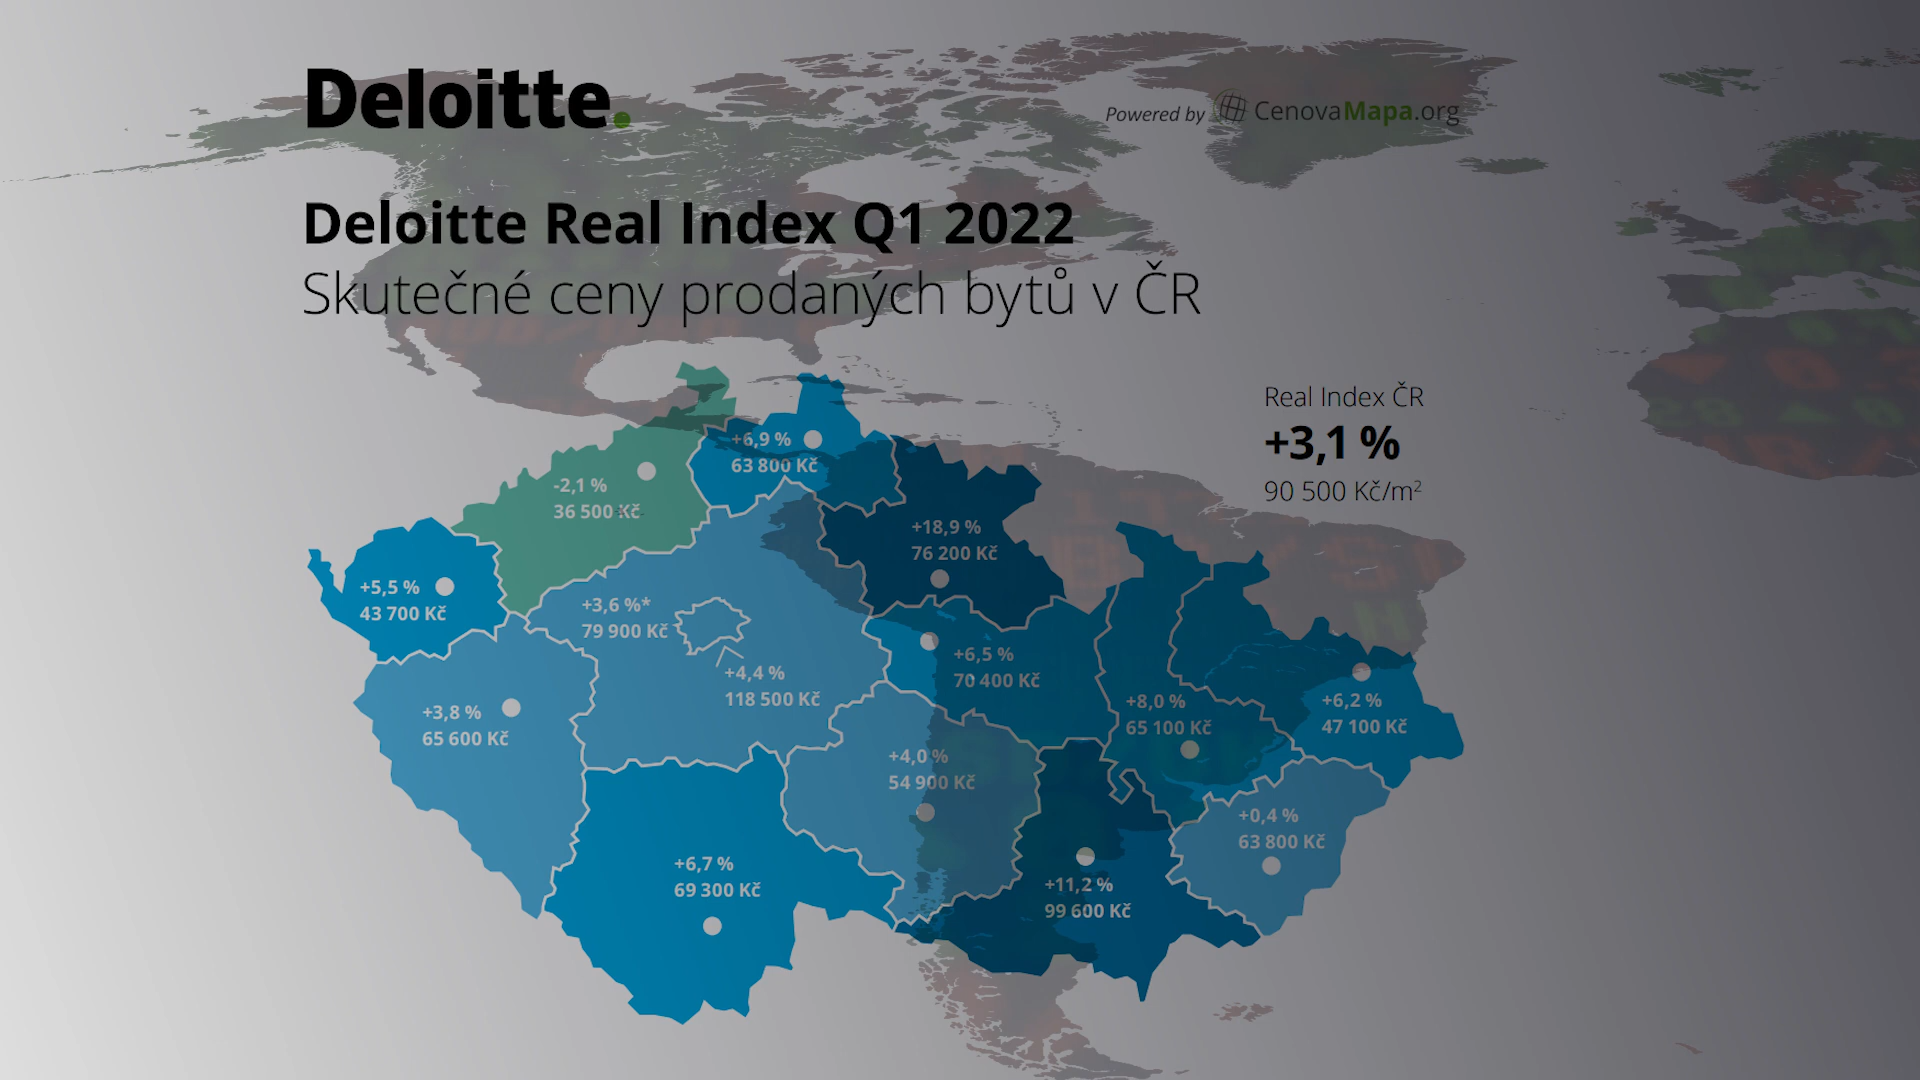 Deloitte.
Powered by CenovaMapa.org
Deloitte Real Index Q1 2022
Skutečné ceny prodaných bytů v ČR
Real Index ČR
+3,1 %
90 500 Kč/m²
+6,9 %
63 800 Kč
-2,1 %
36 500 Kč
+18,9 %
76 200 Kč
+5,5 %
43 700 Kč
+3,6 %*
79 900 Kč
+4,4 %
118 500 Kč
+6,5 %
70 400 Kč
+8,0 %
65 100 Kč
+6,2 %
47 100 Kč
+3,8 %
65 600 Kč
+4,0 %
54 900 Kč
+0,4 %
63 800 Kč
+6,7 %
69 300 Kč
+11,2 %
99 600 Kč